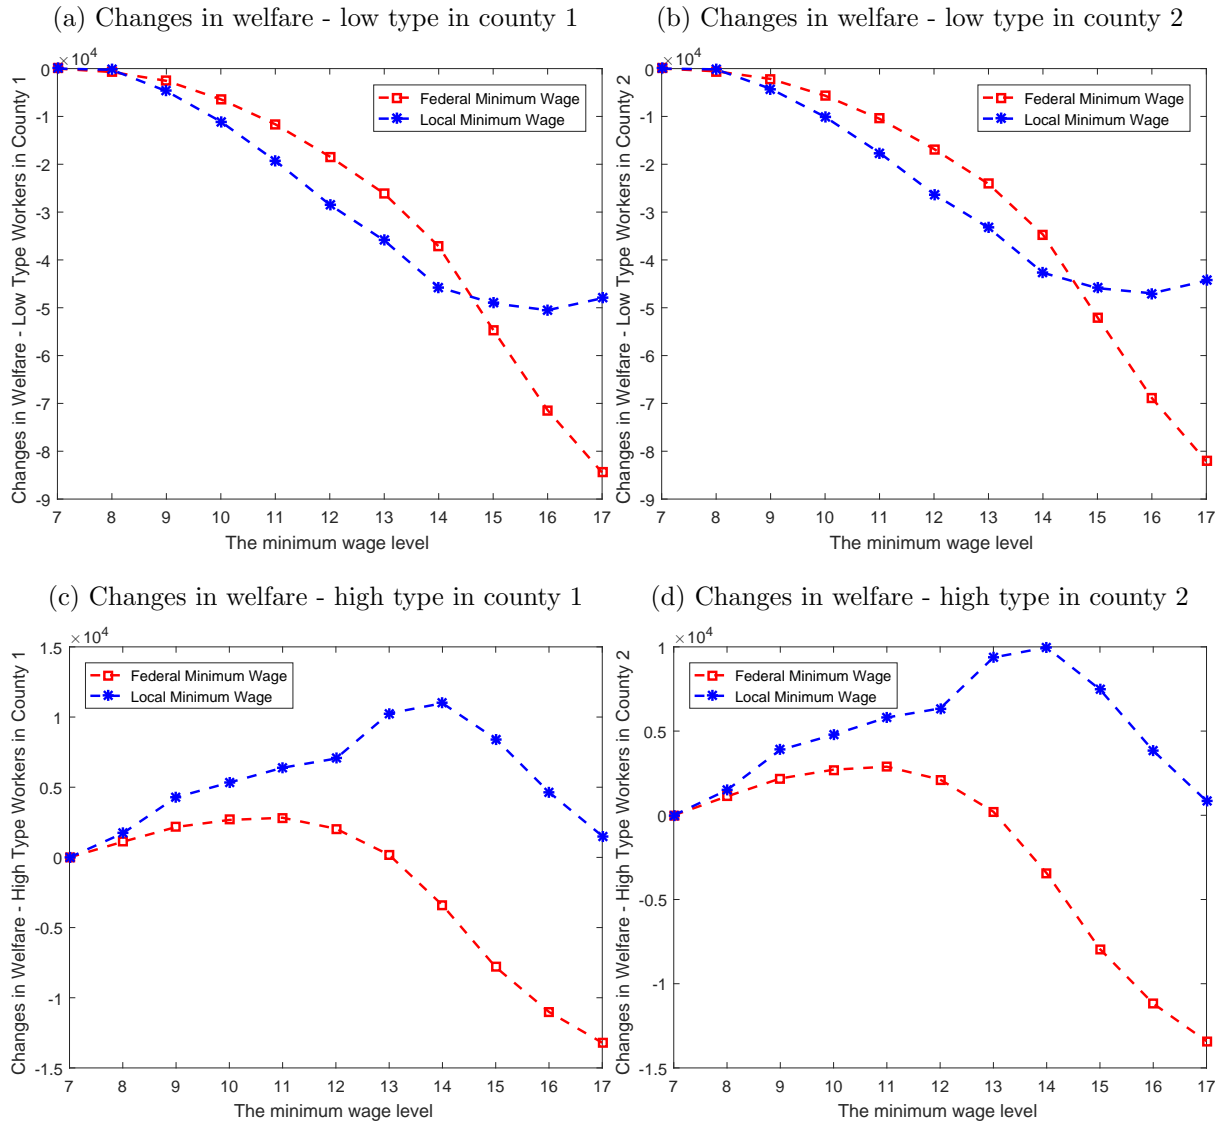 (a) Changes in welfare - low type in county 1
×10⁴
0
-1
-2
-3
-4
-5
-6
-7
-8
-9
Changes in Welfare - Low Type Workers in County 1
Federal Minimum Wage
Local Minimum Wage
7 8 9 10 11 12 13 14 15 16 17
The minimum wage level
(b) Changes in welfare - low type in county 2
×10⁴
0
-1
-2
-3
-4
-5
-6
-7
-8
-9
Changes in Welfare - Low Type Workers in County 2
Federal Minimum Wage
Local Minimum Wage
7 8 9 10 11 12 13 14 15 16 17
The minimum wage level
(c) Changes in welfare - high type in county 1
×10⁴
1.5
1
0.5
0
-0.5
-1
-1.5
Changes in Welfare - High Type Workers in County 1
Federal Minimum Wage
Local Minimum Wage
7 8 9 10 11 12 13 14 15 16 17
The minimum wage level
(d) Changes in welfare - high type in county 2
×10⁴
1
0.5
0
-0.5
-1
-1.5
Changes in Welfare - High Type Workers in County 2
Federal Minimum Wage
Local Minimum Wage
7 8 9 10 11 12 13 14 15 16 17
The minimum wage level